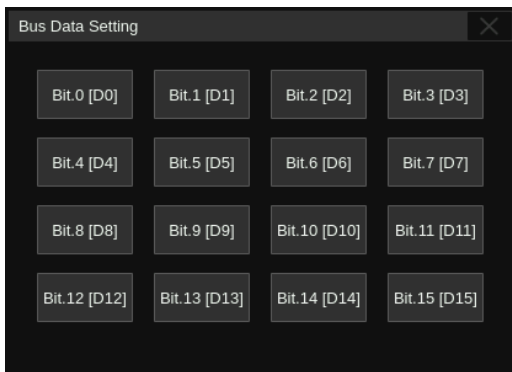 Bus Data Setting
Bit.0 [D0] Bit.1 [D1] Bit.2 [D2] Bit.3 [D3]
Bit.4 [D4] Bit.5 [D5] Bit.6 [D6] Bit.7 [D7]
Bit.8 [D8] Bit.9 [D9] Bit.10 [D10] Bit.11 [D11]
Bit.12 [D12] Bit.13 [D13] Bit.14 [D14] Bit.15 [D15]